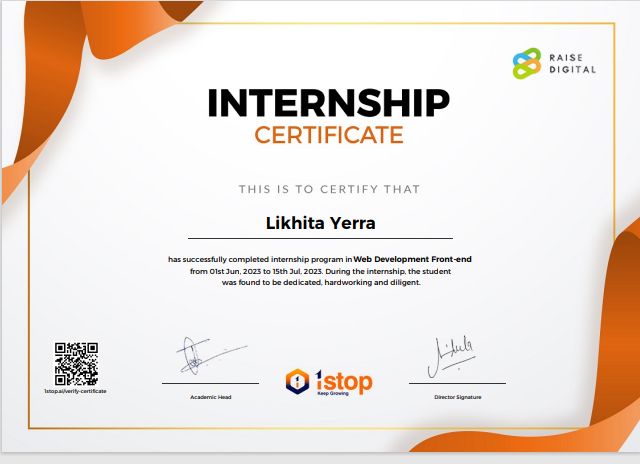 RAISE
DIGITAL
INTERNSHIP
CERTIFICATE
THIS IS TO CERTIFY THAT
Likhita Yerra
has successfully completed internship program in Web Development Front-end
from 01st Jun, 2023 to 15th Jul, 2023. During the internship, the student
was found to be dedicated, hardworking and diligent.
1stop.ai/verify-certificate
Academic Head
1stop
Keep Growing
Director Signature